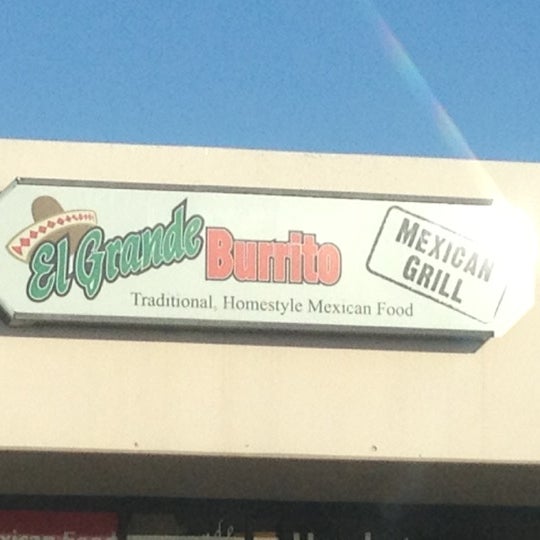 El Grande Burrito
Traditional, Homestyle Mexican Food
MEXICAN
GRILL